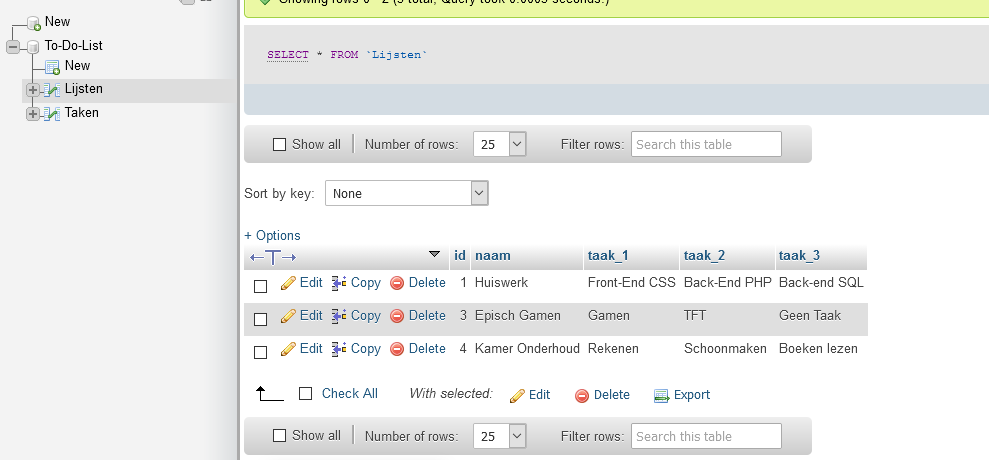 Showing rows 0 - 2 (3 total, Query took 0.0005 seconds.)
New
To-Do-List
New
Lijsten
Taken
SELECT * FROM `Lijsten`
Show all Number of rows: 25 Filter rows: Search this table
Sort by key: None
+ Options
id naam taak_1 taak_2 taak_3
Edit Copy Delete 1 Huiswerk Front-End CSS Back-End PHP Back-end SQL
Edit Copy Delete 3 Episch Gamen Gamen TFT Geen Taak
Edit Copy Delete 4 Kamer Onderhoud Rekenen Schoonmaken Boeken lezen
Check All With selected: Edit Delete Export
Show all Number of rows: 25 Filter rows: Search this table